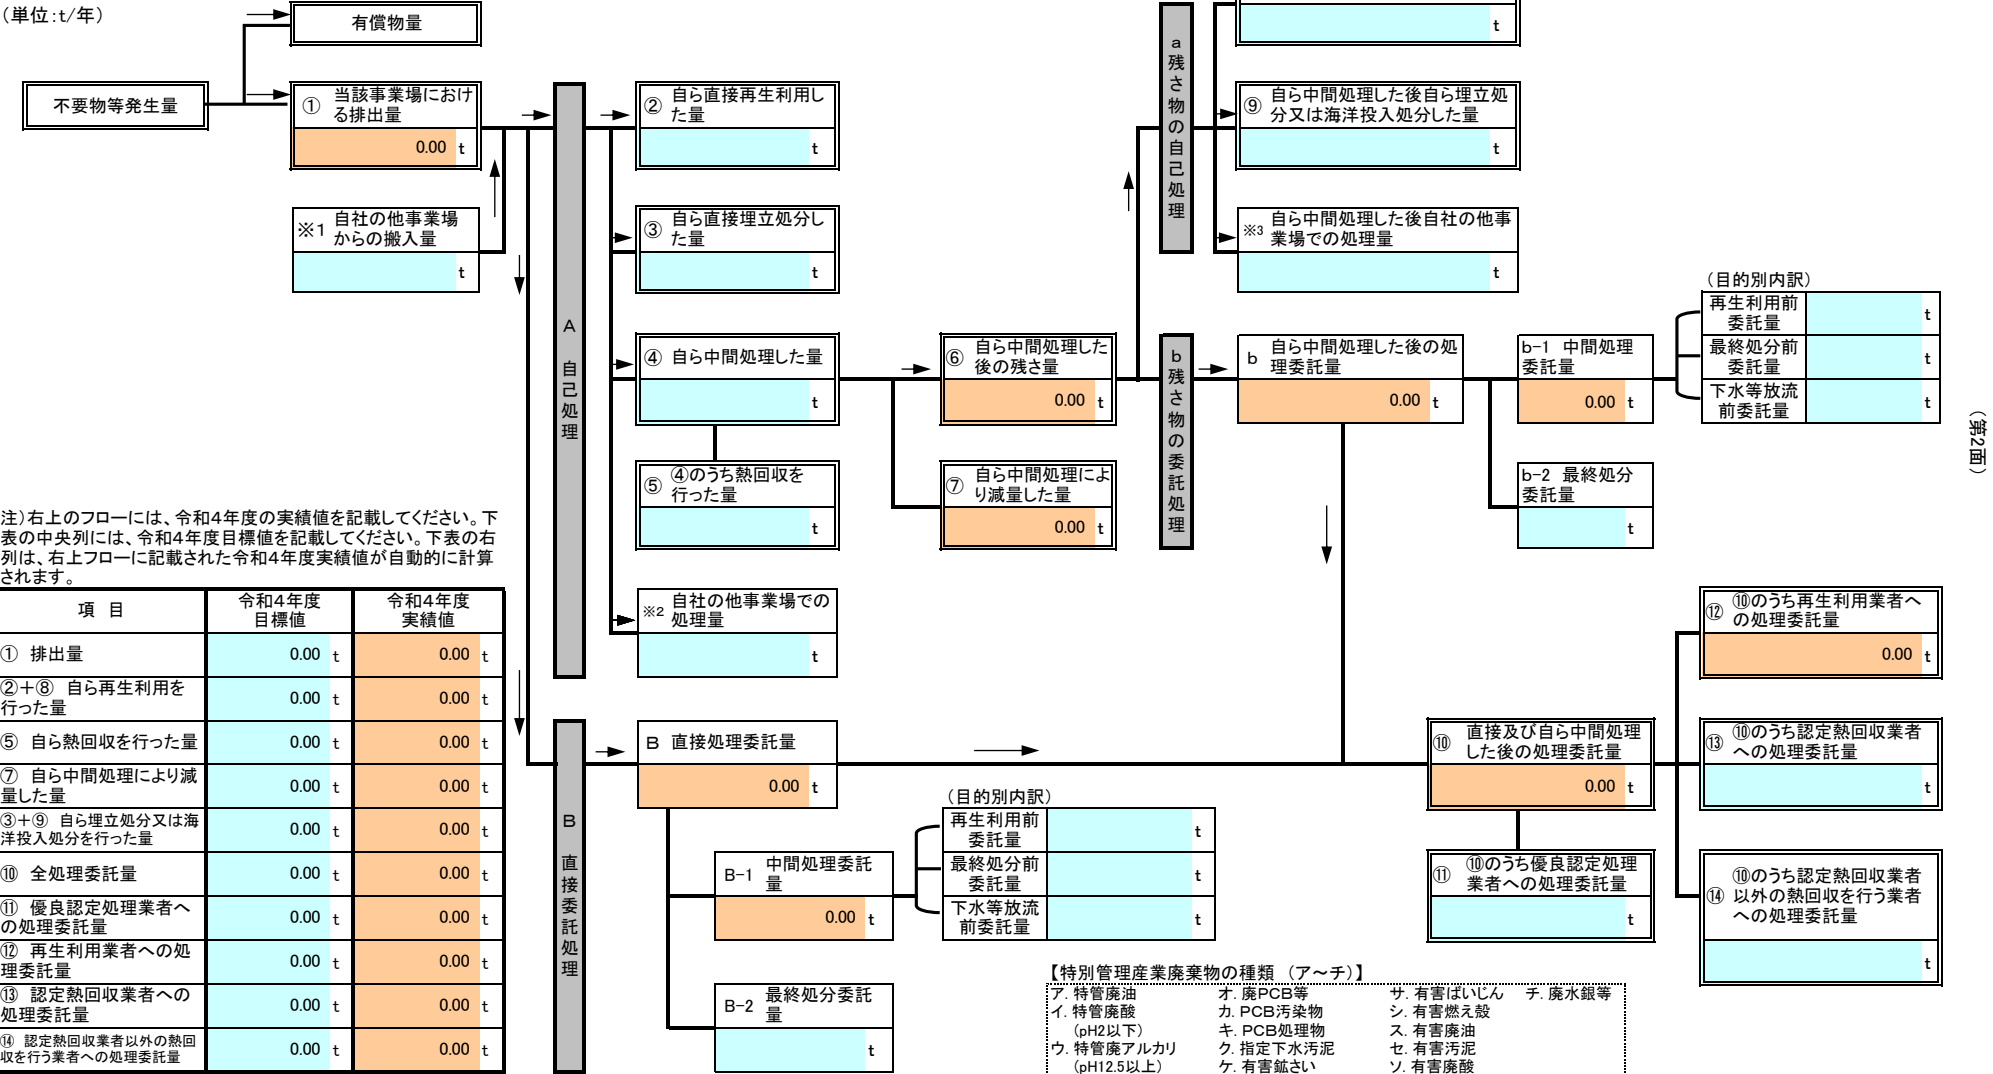 （単位：t/年）
有償物量
不要物等発生量
① 当該事業場におけ
る排出量
0.00 t
※1 自社の他事業場
からの搬入量
t
A 自己処理
② 自ら直接再生利用し
た量
t
③ 自ら直接埋立処分し
た量
t
④ 自ら中間処理した量
t
⑤ ④のうち熱回収を
行った量
t
※2 自社の他事業場での
処理量
t
⑥ 自ら中間処理した
後の残さ量
0.00 t
⑦ 自ら中間処理によ
り減量した量
0.00 t
a 残さ物の自己処理
t
⑨ 自ら中間処理した後自ら埋立処
分又は海洋投入処分した量
t
※3 自ら中間処理した後自社の他事
業場での処理量
t
b 残さ物の委託処理
b 自ら中間処理した後の処
理委託量
0.00 t
b-1 中間処理
委託量
0.00 t
b-2 最終処分
委託量
t
（目的別内訳）
再生利用前
委託量
t
最終処分前
委託量
t
下水等放流
前委託量
t
（第2面）
注）右上のフローには、令和4年度の実績値を記載してください。下
表の中央列には、令和4年度目標値を記載してください。下表の右
列は、右上フローに記載された令和4年度実績値が自動的に計算
されます。
項 目 令和4年度 目標値 令和4年度 実績値
① 排出量 0.00 t 0.00 t
②＋⑧ 自ら再生利用を
行った量 0.00 t 0.00 t
⑤ 自ら熱回収を行った量 0.00 t 0.00 t
⑦ 自ら中間処理により減
量した量 0.00 t 0.00 t
③＋⑨ 自ら埋立処分又は海
洋投入処分を行った量 0.00 t 0.00 t
⑩ 全処理委託量 0.00 t 0.00 t
⑪ 優良認定処理業者へ
の処理委託量 0.00 t 0.00 t
⑫ 再生利用業者への処
理委託量 0.00 t 0.00 t
⑬ 認定熱回収業者への
処理委託量 0.00 t 0.00 t
⑭ 認定熱回収業者以外の熱回
収を行う業者への処理委託量 0.00 t 0.00 t
B 直接委託処理
B 直接処理委託量
0.00 t
B-1 中間処理委託
量
0.00 t
B-2 最終処分委託
量
t
（目的別内訳）
再生利用前
委託量
t
最終処分前
委託量
t
下水等放流
前委託量
t
⑩ 直接及び自ら中間処理
した後の処理委託量
0.00 t
⑪ ⑩のうち優良認定処理
業者への処理委託量
t
⑫ ⑩のうち再生利用業者へ
の処理委託量
0.00 t
⑬ ⑩のうち認定熱回収業者
への処理委託量
t
⑭ ⑩のうち認定熱回収業者
以外の熱回収を行う業者
への処理委託量
t
【特別管理産業廃棄物の種類 （ア～チ）】
ア. 特管廃油 オ. 廃PCB等 サ. 有害ばいじん チ. 廃水銀等
イ. 特管廃酸 カ. PCB汚染物 シ. 有害燃え殻
（pH2以下） キ. PCB処理物 ス. 有害廃油
ウ. 特管廃アルカリ ク. 指定下水汚泥 セ. 有害汚泥
（pH12.5以上） ケ. 有害鉱さい ソ. 有害廃酸